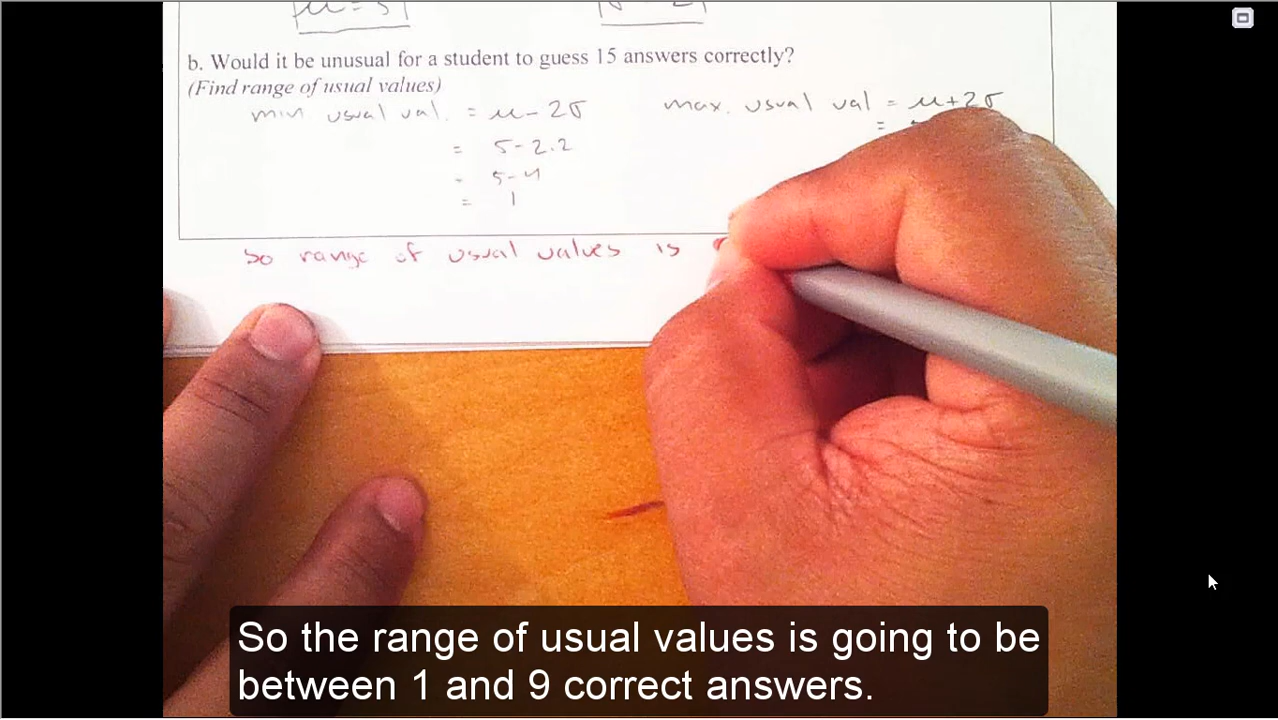 μ = 5
b. Would it be unusual for a student to guess 15 answers correctly?
(Find range of usual values)
min usual val. = μ - 2σ
= 5-2.2
= 5-4
= 1
max. usual val = μ+2σ
=
So range of usual values is
So the range of usual values is going to be
between 1 and 9 correct answers.